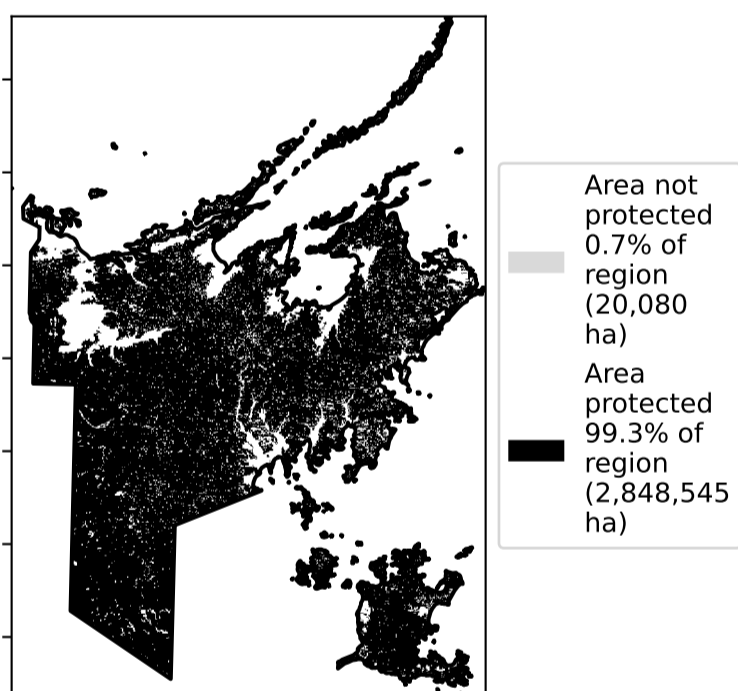 Area not
protected
0.7% of
region
(20,080
ha)
Area
protected
99.3% of
region
(2,848,545
ha)